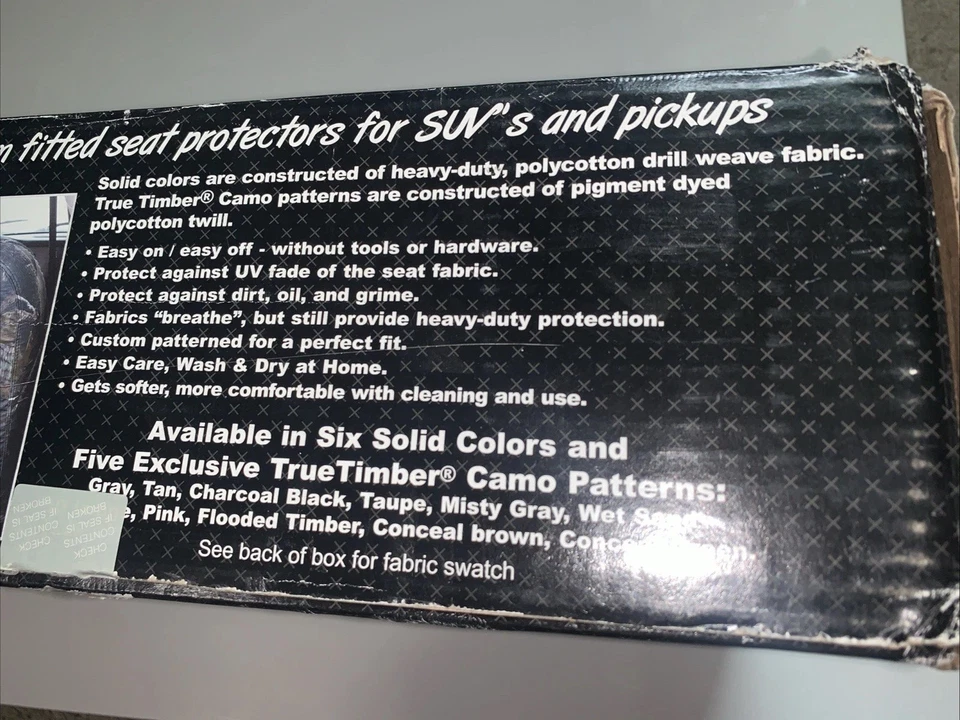 fitted seat protectors for SUV's and pickups
Solid colors are constructed of heavy-duty, polycotton drill weave fabric.
True Timber® Camo patterns are constructed of pigment dyed
polycotton twill.
• Easy on / easy off - without tools or hardware.
• Protect against UV fade of the seat fabric.
• Protect against dirt, oil, and grime.
• Fabrics “breathe”, but still provide heavy-duty protection.
• Custom patterned for a perfect fit.
• Easy Care, Wash & Dry at Home.
• Gets softer, more comfortable with cleaning and use.
Available in Six Solid Colors and
Five Exclusive TrueTimber® Camo Patterns:
Gray, Tan, Charcoal Black, Taupe, Misty Gray, Wet
Pink, Flooded Timber, Conceal brown,
See back of box for fabric swatch
CHECK
CONTENTS
IF SEAL IS
BROKEN
CHECK
CONTENTS
IF SEAL IS
BROKEN